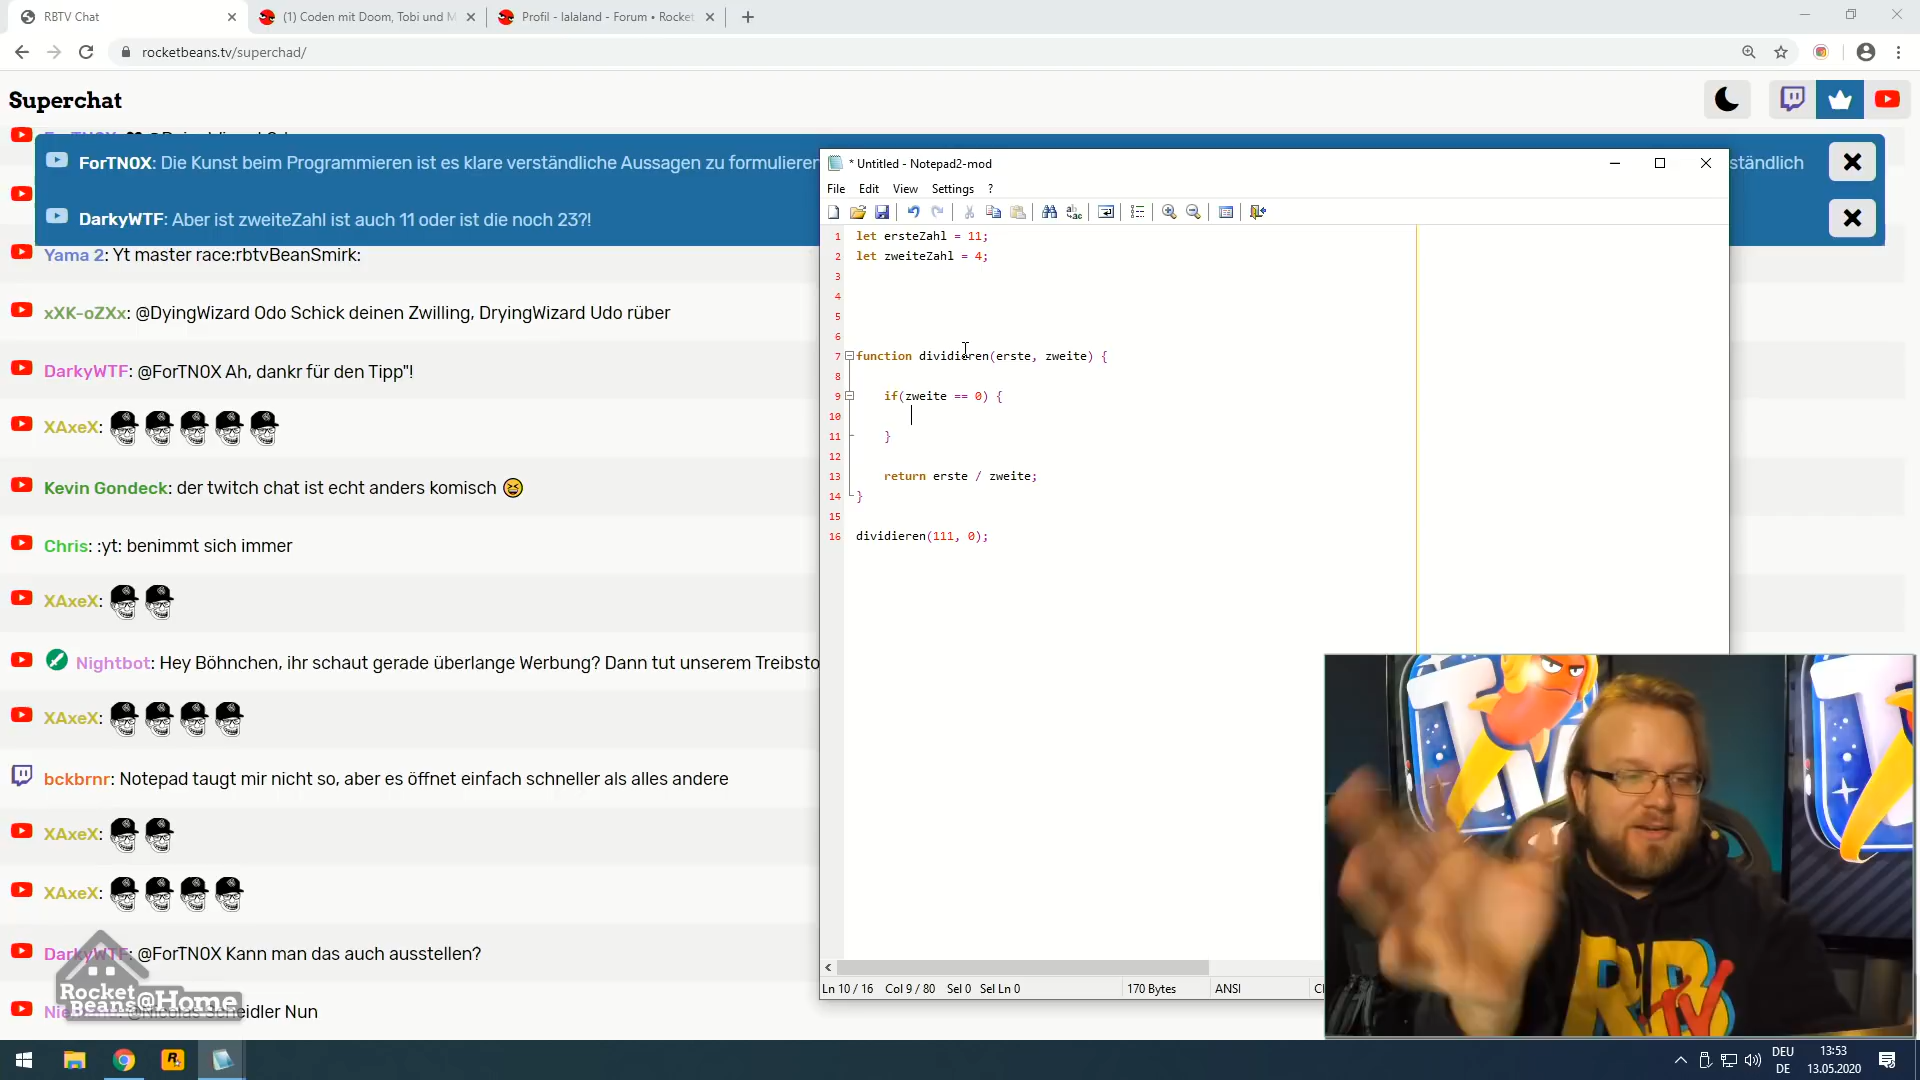 RBTV Chat
(1) Coden mit Doom, Tobi und M
Profil - lalaland - Forum • Rocket
rocketbeans.tv/superchad/
Superchat
ForTN0X: Die Kunst beim Programmieren ist es klare verständliche Aussagen zu formulieren
ständlich
DarkyWTF: Aber ist zweiteZahl ist auch 11 oder ist die noch 23?!
Yama 2: Yt master race:rbtvBeanSmirk:
xXK-oZXx: @DyingWizard Odo Schick deinen Zwilling, DryingWizard Udo rüber
DarkyWTF: @ForTN0X Ah, dankr für den Tipp"!
XAxeX:
Kevin Gondeck: der twitch chat ist echt anders komisch
Chris: :yt: benimmt sich immer
XAxeX:
Nightbot: Hey Böhnchen, ihr schaut gerade überlange Werbung? Dann tut unserem Treibsto
XAxeX:
bckbrnr: Notepad taugt mir nicht so, aber es öffnet einfach schneller als alles andere
XAxeX:
XAxeX:
DarkyWTF: @ForTN0X Kann man das auch ausstellen?
Rocket
Beans@Home
eidler Nun
* Untitled - Notepad2-mod
File Edit View Settings ?
1 let ersteZahl = 11;
2 let zweiteZahl = 4;
3
4
5
6
7 function dividieren(erste, zweite) {
8
9 if(zweite == 0) {
10
11 }
12
13 return erste / zweite;
14 }
15
16 dividieren(111, 0);
Ln 10 / 16 Col 9 / 80 Sel 0 Sel Ln 0 170 Bytes ANSI
RB
TV
DEU
DE
13:53
13.05.2020